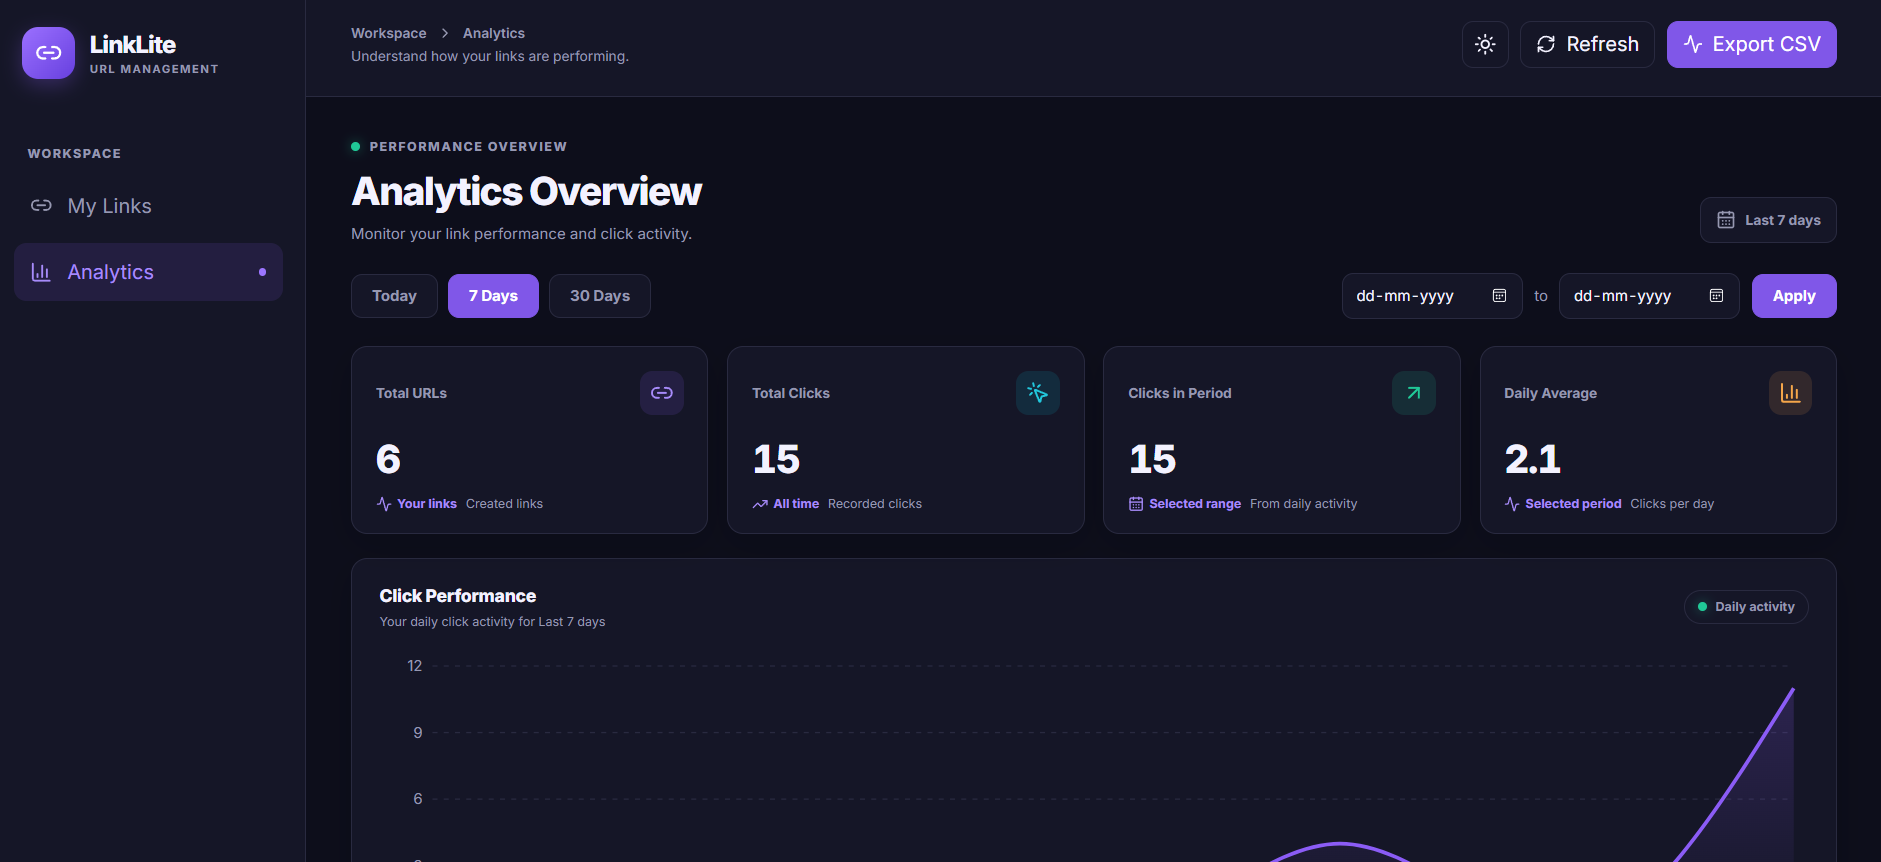 LinkLite
URL MANAGEMENT
WORKSPACE
My Links
Analytics
Workspace > Analytics
Understand how your links are performing.
Refresh
Export CSV
PERFORMANCE OVERVIEW
Analytics Overview
Monitor your link performance and click activity.
Last 7 days
Today
7 Days
30 Days
dd-mm-yyyy to dd-mm-yyyy
Apply
Total URLs
6
Your links Created links
Total Clicks
15
All time Recorded clicks
Clicks in Period
15
Selected range From daily activity
Daily Average
2.1
Selected period Clicks per day
Click Performance
Your daily click activity for Last 7 days
Daily activity
12
9
6